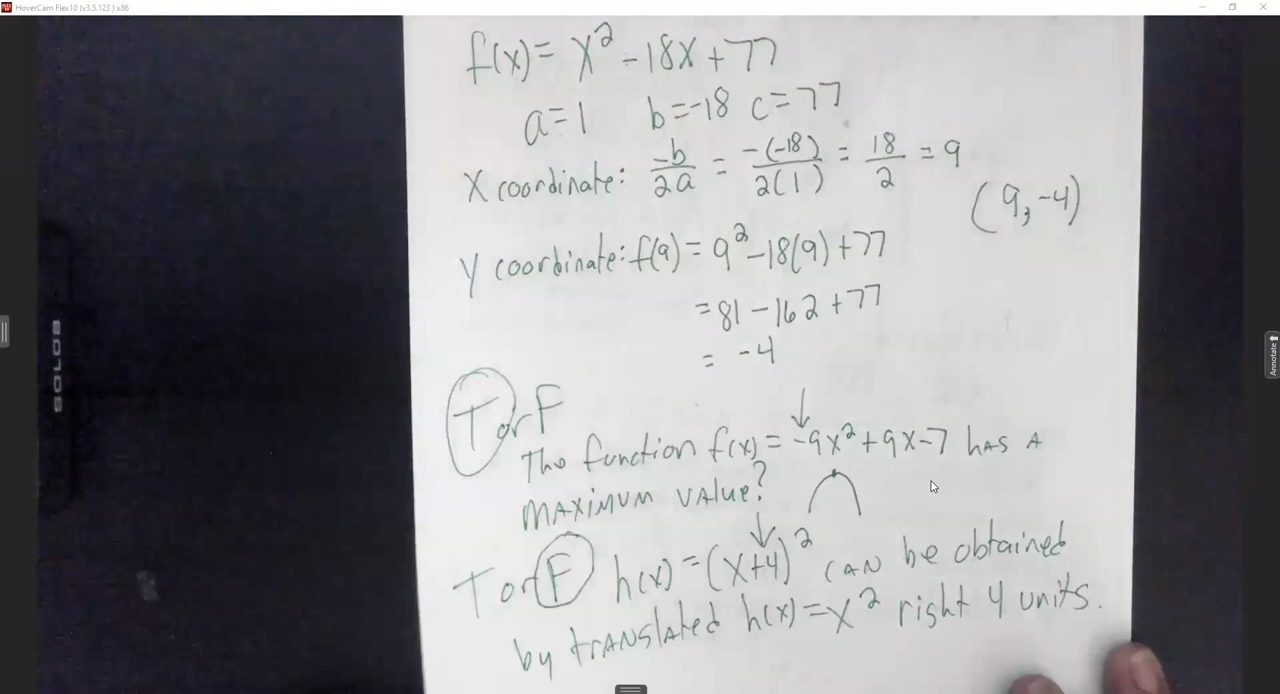 HoverCam Flex10 (v3.5.123) x86
f(x) = x² - 18x + 77
a = 1 b = -18 c = 77
X coordinate: -b/2a = -(-18)/2(1) = 18/2 = 9
(9, -4)
Y coordinate: f(9) = 9² - 18(9) + 77
= 81 - 162 + 77
= -4
T or F
The function f(x) = -9x² + 9x - 7 has a
maximum value?
T or F h(x) = (x+4)² can be obtained
by translated h(x) = x² right 4 units.
SOLO8
Annotate